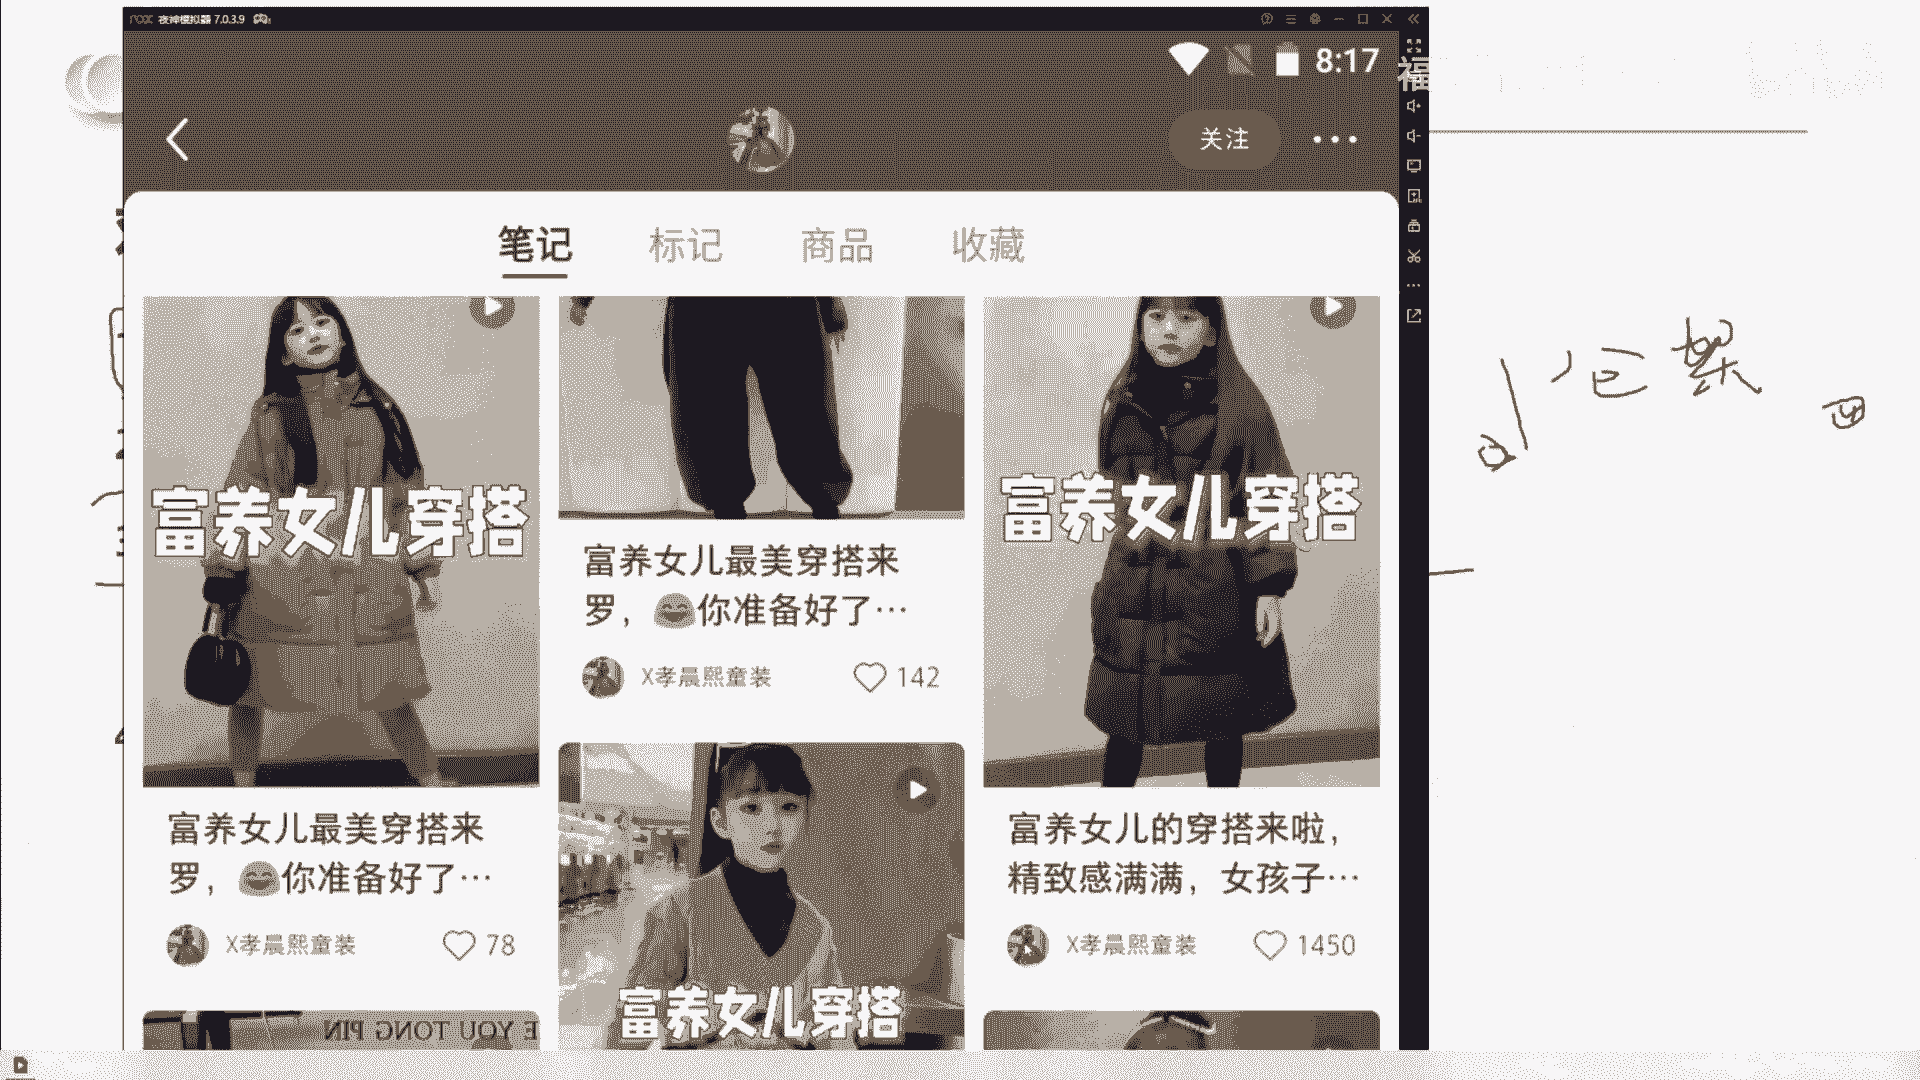 nox 夜神模拟器 7.0.3.9
8:17
福
关注
笔记 标记 商品 收藏
富养女儿穿搭
富养女儿最美穿搭来
罗，😄你准备好了…
X孝晨熙童装 78
富养女儿最美穿搭来
罗，😄你准备好了…
X孝晨熙童装 142
富养女儿穿搭
富养女儿穿搭
富养女儿的穿搭来啦，
精致感满满，女孩子…
X孝晨熙童装 1450
E YOU TONG PIN